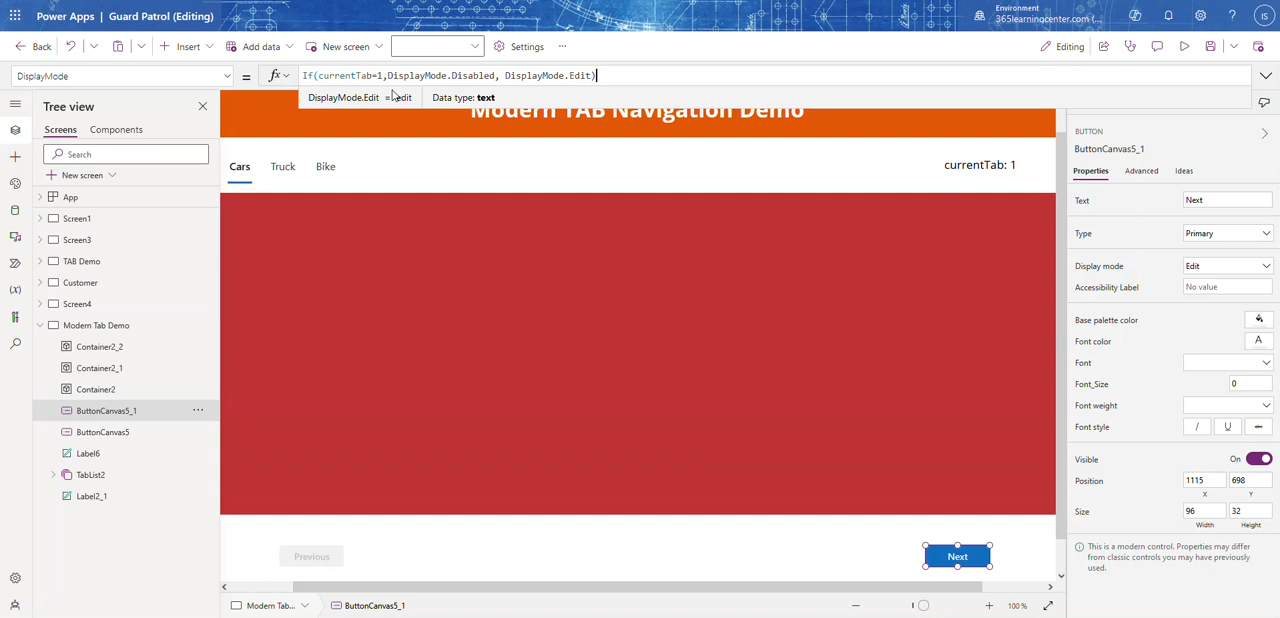 Power Apps | Guard Patrol (Editing)
Environment
365learningcenter.com (...
IS
Back
Insert
Add data
New screen
Settings
Editing
DisplayMode
= fx If(currentTab=1,DisplayMode.Disabled, DisplayMode.Edit)
DisplayMode.Edit = edit Data type: text
Tree view
Screens Components
Search
New screen
App
Screen1
Screen3
TAB Demo
Customer
Screen4
Modern Tab Demo
Container2_2
Container2_1
Container2
ButtonCanvas5_1
ButtonCanvas5
Label6
TabList2
Label2_1
Modern TAB Navigation Demo
Cars Truck Bike
currentTab: 1
Previous
Next
Modern Tab... ButtonCanvas5_1
100 %
BUTTON
ButtonCanvas5_1
Properties Advanced Ideas
Text Next
Type Primary
Display mode Edit
Accessibility Label No value
Base palette color
Font color A
Font
Font_Size 0
Font weight
Font style / U
Visible On
Position 1115 698
X Y
Size 96 32
Width Height
This is a modern control. Properties may differ
from classic controls you may have previously
used.